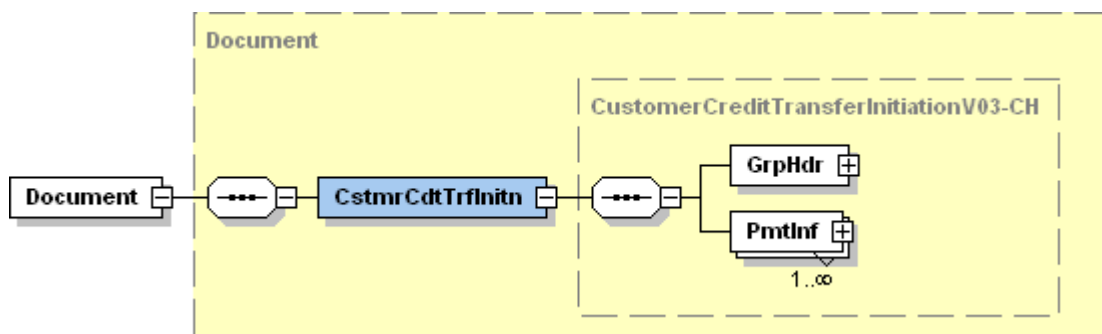 Document
CustomerCreditTransferInitiationV03-CH
GrpHdr
Document
CstmrCdtTrfInitn
PmtInf
1..∞